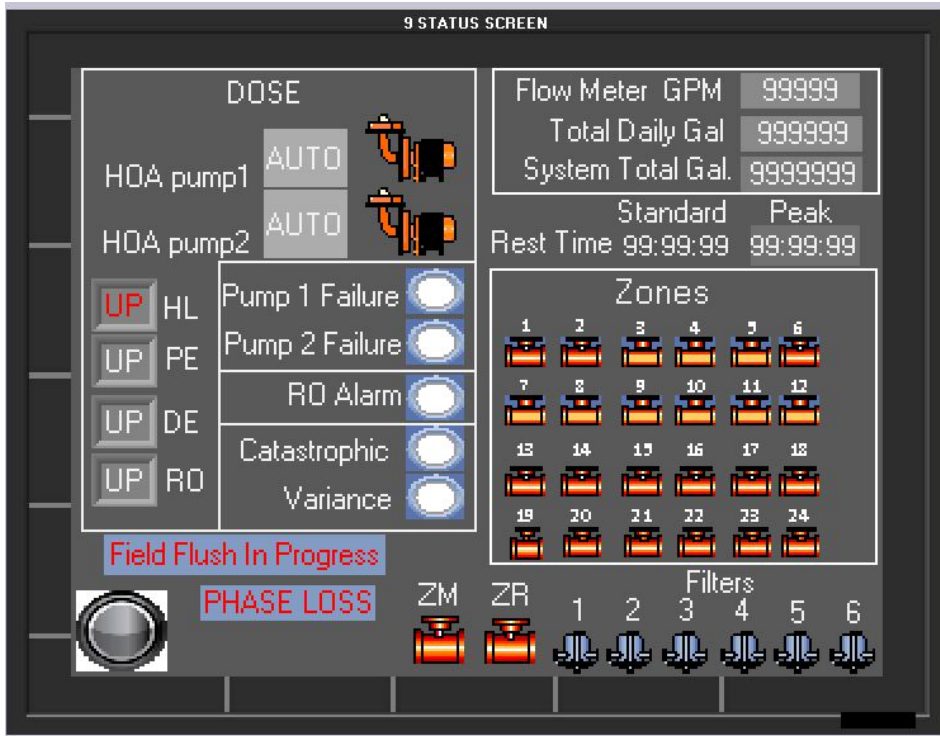 9 STATUS SCREEN
DOSE
HOA pump1 AUTO
HOA pump2 AUTO
UP HL
UP PE
UP DE
UP RO
Pump 1 Failure
Pump 2 Failure
RO Alarm
Catastrophic
Variance
Flow Meter GPM 99999
Total Daily Gal 999999
System Total Gal. 9999999
Standard Peak
Rest Time 99:99:99 99:99:99
Zones
1 2 3 4 5 6
7 8 9 10 11 12
13 14 15 16 17 18
19 20 21 22 23 24
Field Flush In Progress
PHASE LOSS
ZM ZR
Filters
1 2 3 4 5 6